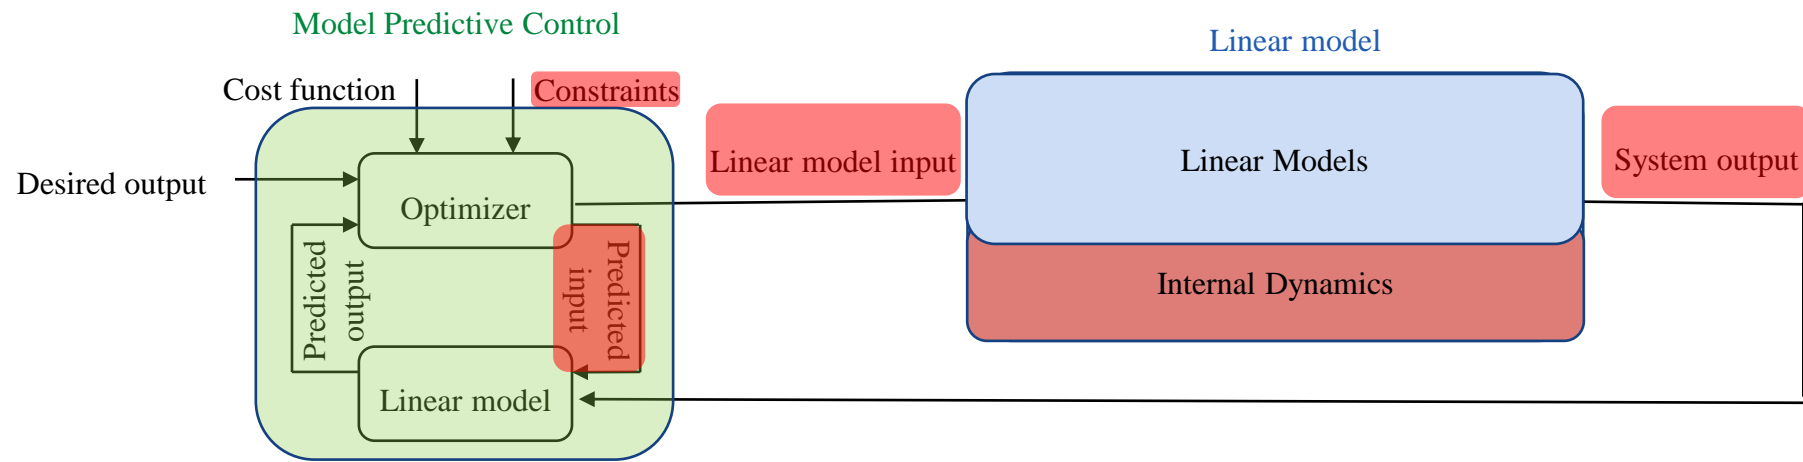 Model Predictive Control
Linear model
Cost function
Constraints
Desired output
Optimizer
Linear model input
Linear Models
System output
Predicted
output
Predicted
input
Internal Dynamics
Linear model